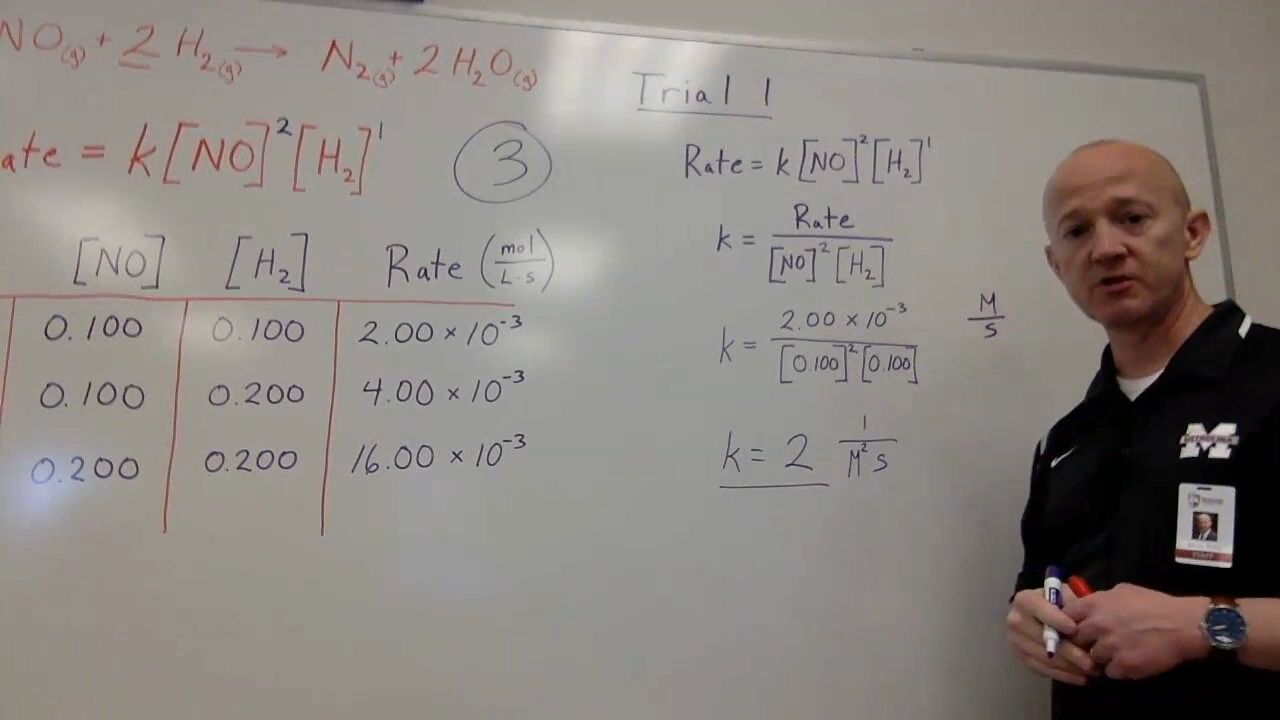 NO(g) + 2 H₂(g) → N₂(g) + 2 H₂O(g)
ate = k[NO]²[H₂]¹
3
[NO] [H₂] Rate (mol/L·s)
0.100 0.100 2.00 × 10⁻³
0.100 0.200 4.00 × 10⁻³
0.200 0.200 16.00 × 10⁻³
Trial 1
Rate = k[NO]²[H₂]¹
k = Rate/[NO]²[H₂]
k = 2.00 × 10⁻³/[0.100]²[0.100] M/s
k = 2 1/M²s
M
STAFF